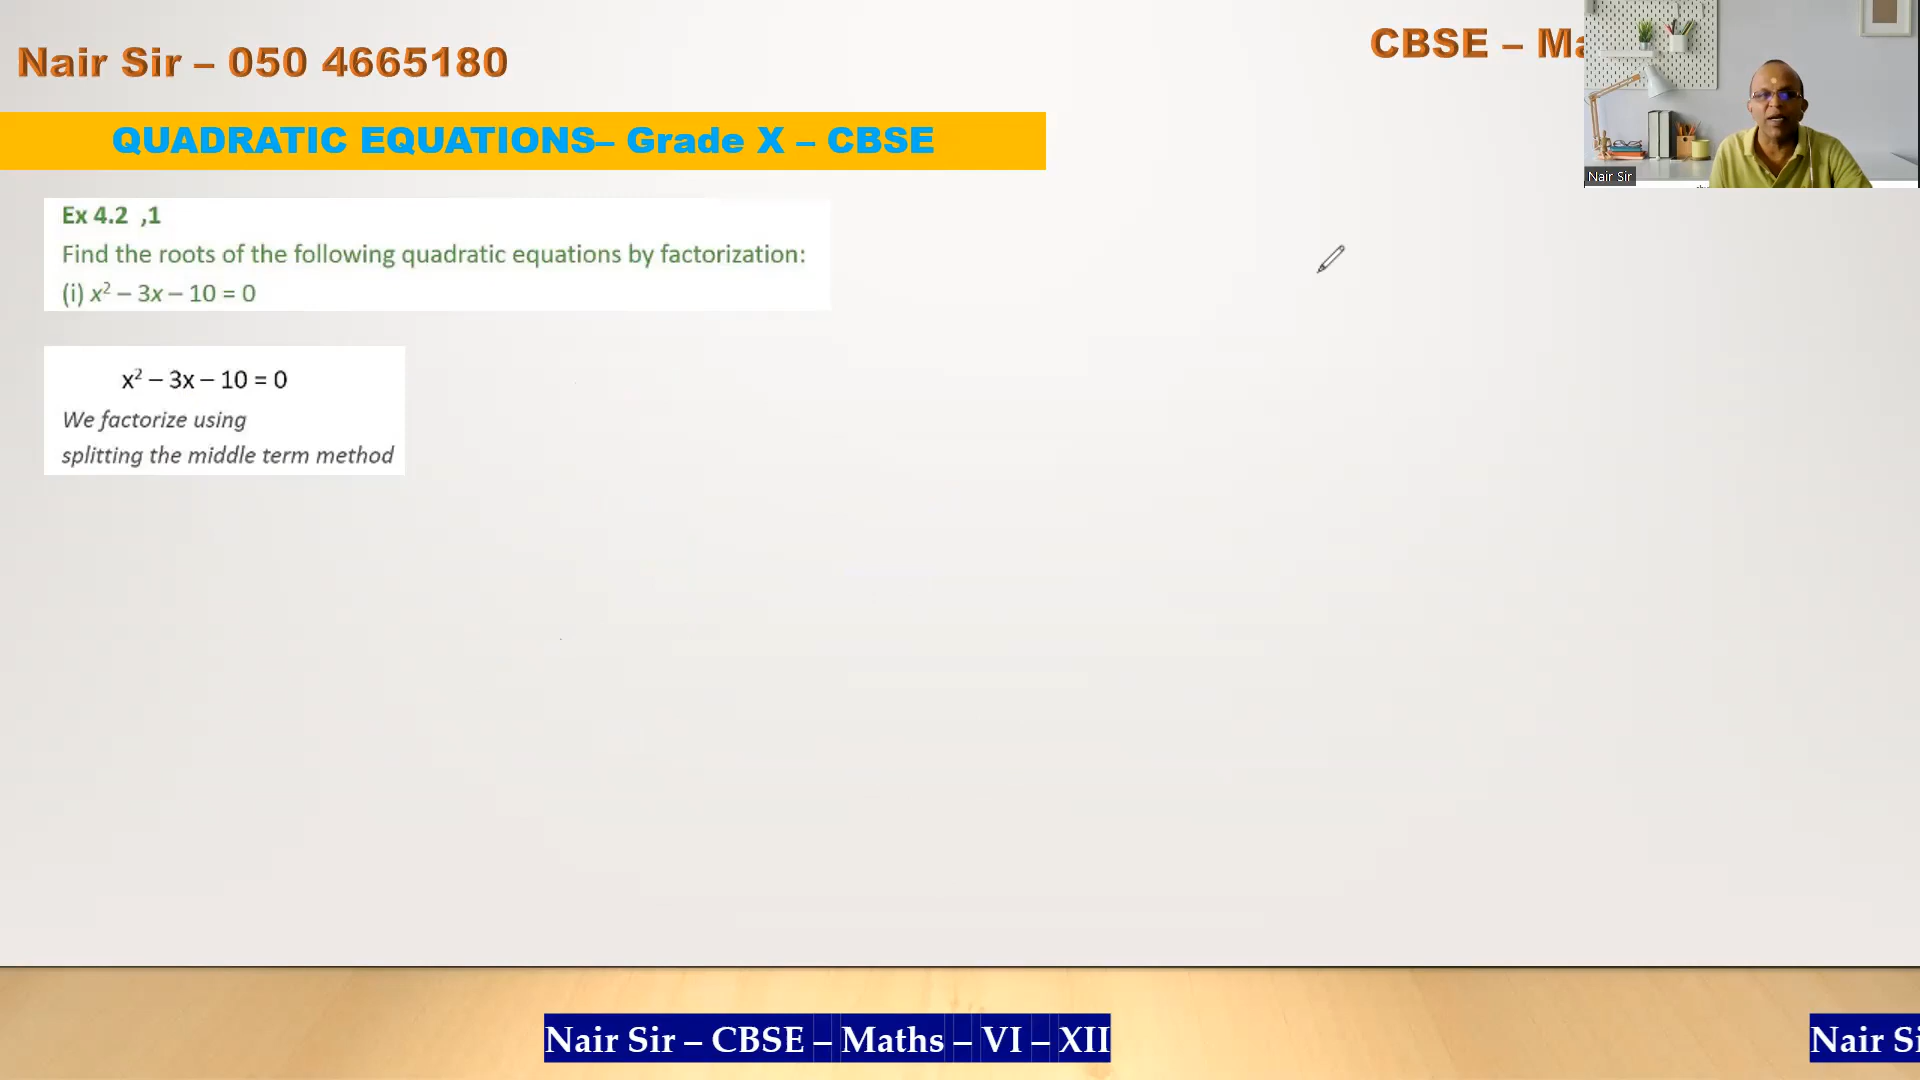 Nair Sir – 050 4665180
CBSE – Ma
Nair Sir
QUADRATIC EQUATIONS– Grade X – CBSE
Ex 4.2 ,1
Find the roots of the following quadratic equations by factorization:
(i) x² – 3x – 10 = 0
x² – 3x – 10 = 0
We factorize using
splitting the middle term method
Nair Sir – CBSE – Maths – VI – XII
Nair Si